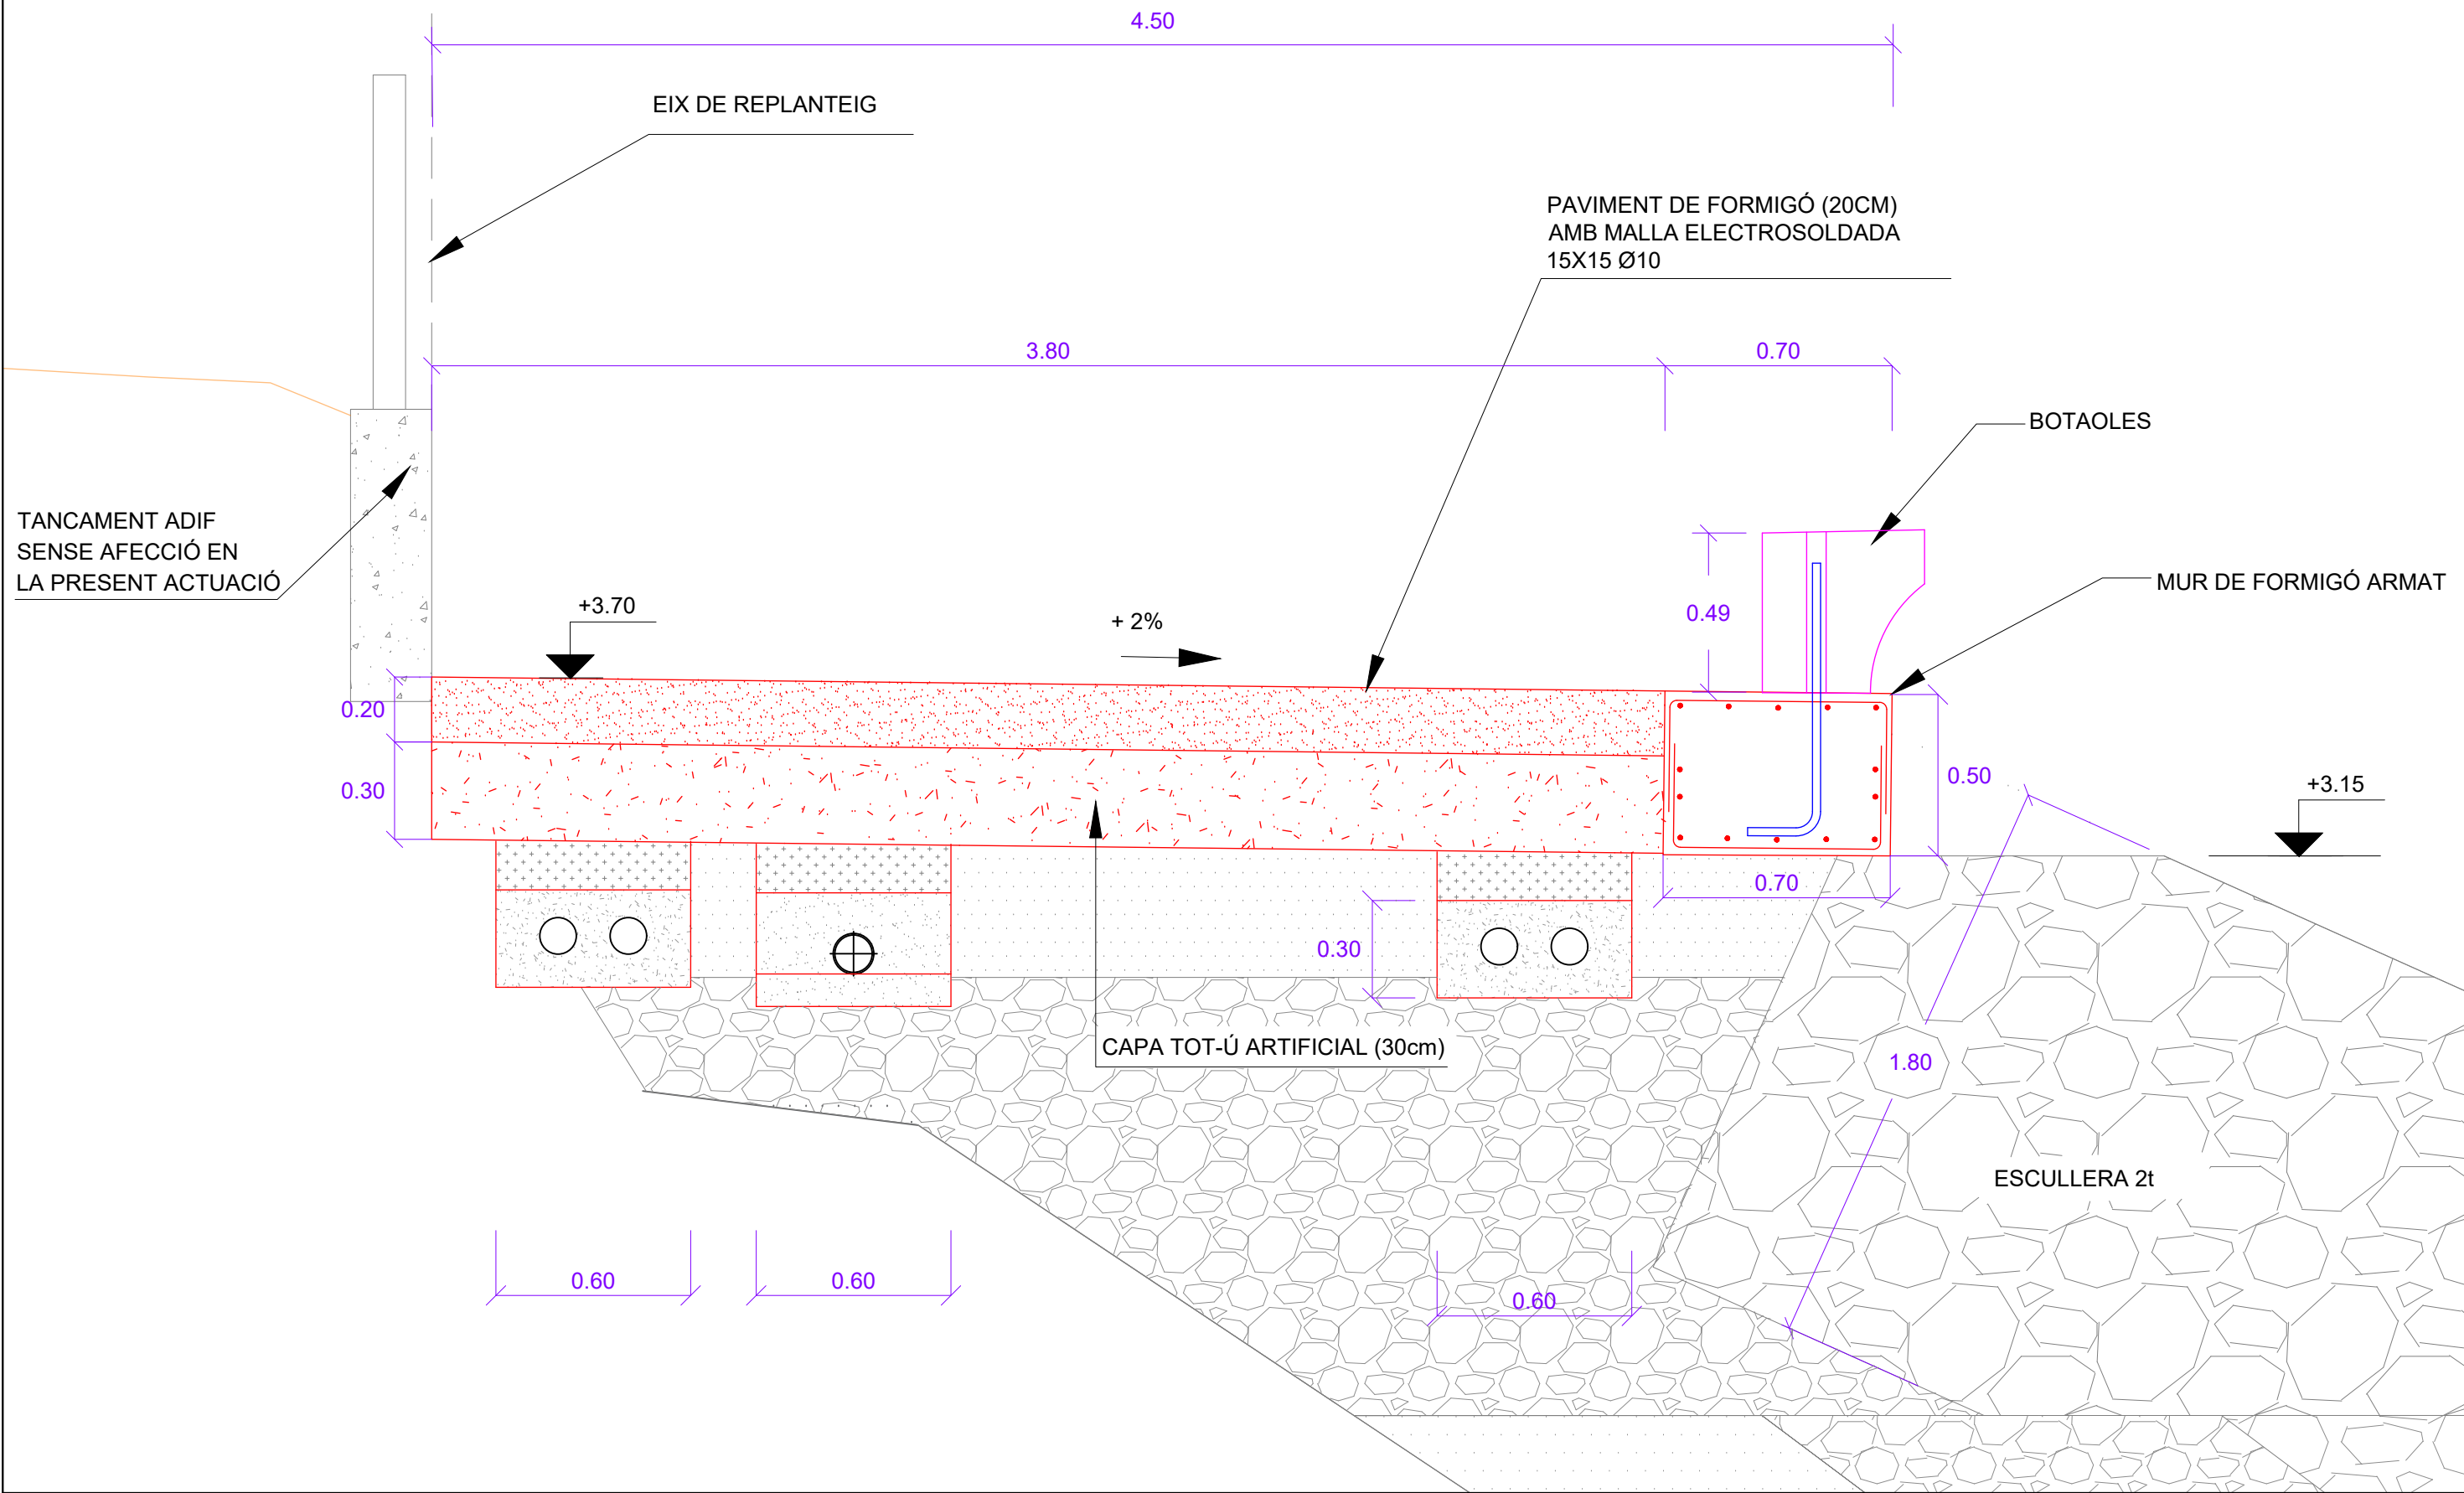 4.50
EIX DE REPLANTEIG
PAVIMENT DE FORMIGÓ (20CM)
AMB MALLA ELECTROSOLDADA
15X15 Ø10
3.80
0.70
BOTAOLES
TANCAMENT ADIF
SENSE AFECCIÓ EN
LA PRESENT ACTUACIÓ
MUR DE FORMIGÓ ARMAT
+3.70
+ 2%
0.49
0.20
0.30
0.50
+3.15
0.70
0.30
CAPA TOT-Ú ARTIFICIAL (30cm)
1.80
ESCULLERA 2t
0.60
0.60
0.60